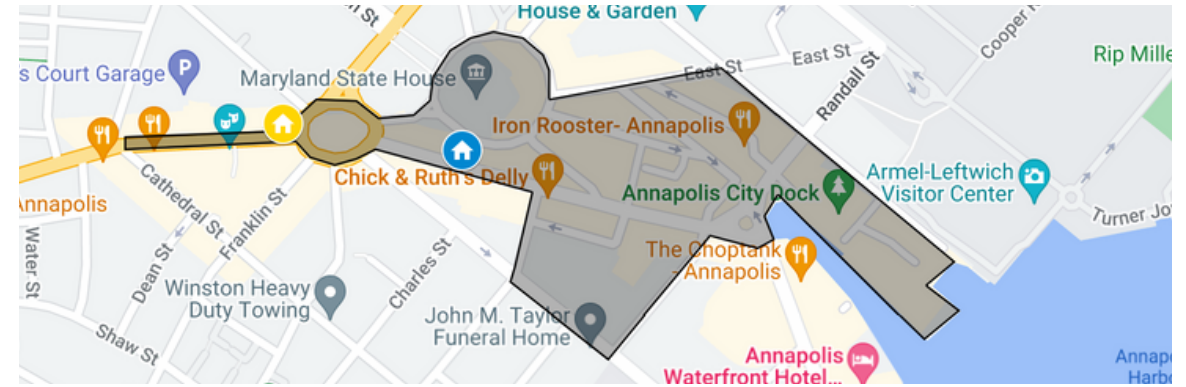 House & Garden
East St
East St
Cooper
Rip Mille
s Court Garage
P
Maryland State House
Randall St
Iron Rooster- Annapolis
Chick & Ruth's Delly
Annapolis City Dock
Armel-Leftwich
Visitor Center
Cathedral St
Franklin St
Annapolis
Turner Jo
Water St
Dean St
Charles St
The Choptank
- Annapolis
Winston Heavy
Duty Towing
John M. Taylor
Funeral Home
Shaw St
Annapolis
Waterfront Hotel...
Annap
Harb